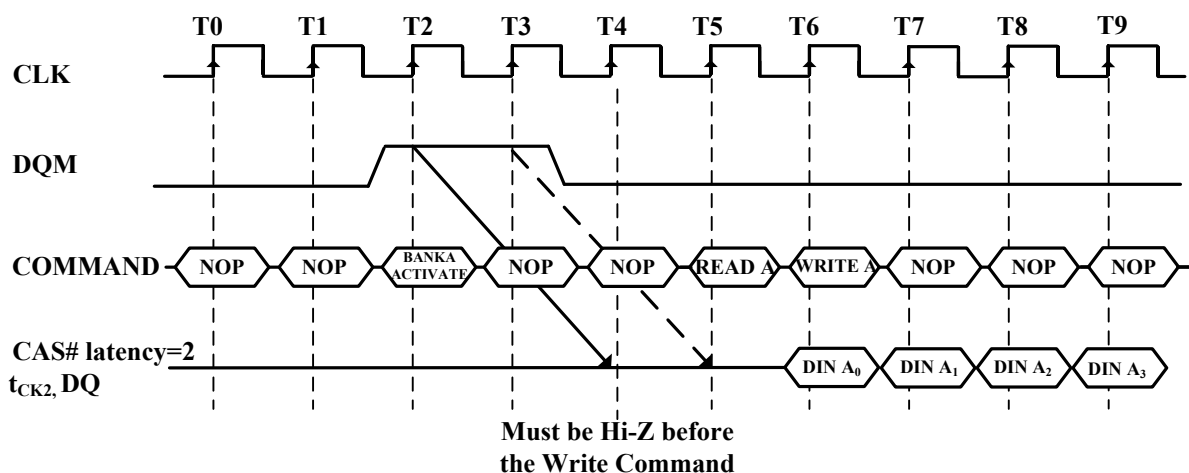 T0 T1 T2 T3 T4 T5 T6 T7 T8 T9
CLK
DQM
COMMAND NOP NOP BANKA ACTIVATE NOP NOP READ A WRITE A NOP NOP NOP
CAS# latency=2
tCK2, DQ DIN A0 DIN A1 DIN A2 DIN A3
Must be Hi-Z before
the Write Command